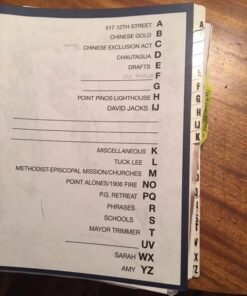 517 12TH STREET A
CHINESE GOLD B
CHINESE EXCLUSION ACT C
CHAUTAGUA D
DRAFTS E
F
G
POINT PINOS LIGHTHOUSE H
DAVID JACKS IJ
MISCELLANEOUS K
TUCK LEE L
METHODIST-EPISCOPAL MISSION/CHURCHES M
POINT ALONES/1906 FIRE NO
P.G. RETREAT PQ
PHRASES R
SCHOOLS S
MAYOR TRIMMER T
UV
SARAH WX
AMY YZ